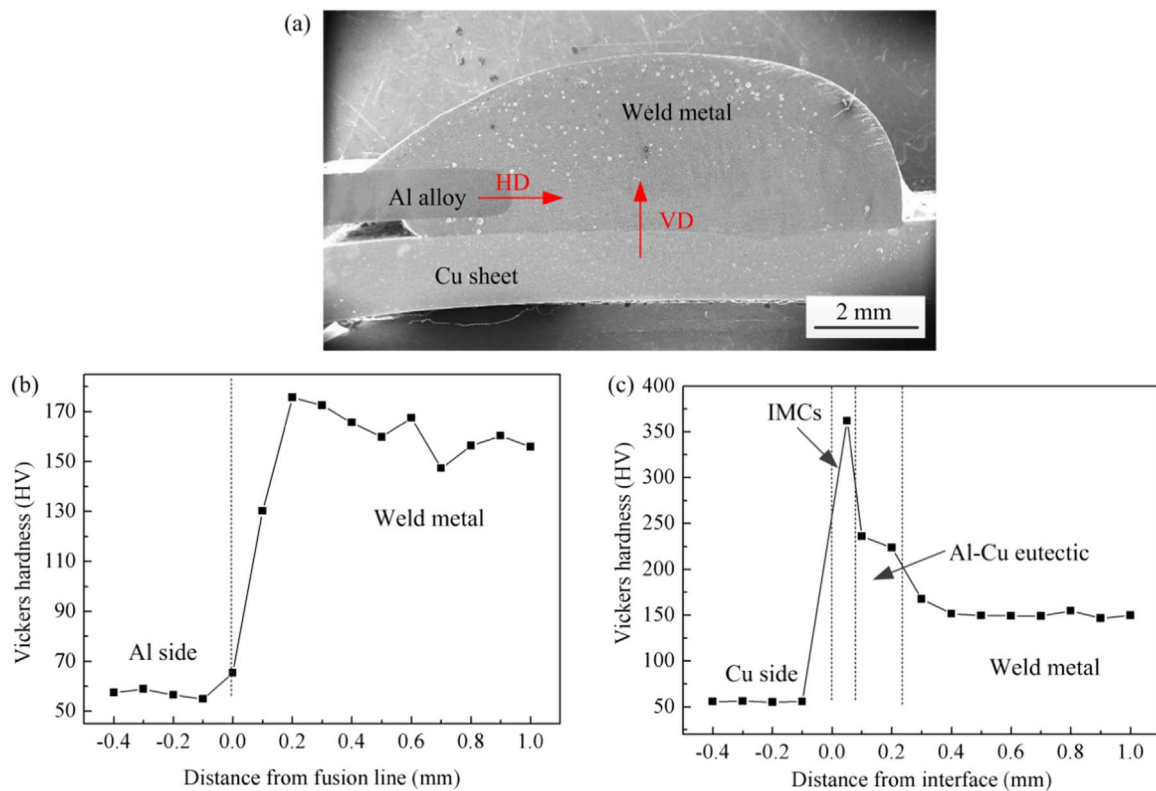 (a)
Weld metal
Al alloy
HD
VD
Cu sheet
2 mm
(b)
170
150
130
110
90
70
50
Vickers hardness (HV)
Weld metal
Al side
-0.4 -0.2 0.0 0.2 0.4 0.6 0.8 1.0
Distance from fusion line (mm)
(c)
400
350
300
250
200
150
100
50
Vickers hardness (HV)
IMCs
Al-Cu eutectic
Cu side
Weld metal
-0.4 -0.2 0.0 0.2 0.4 0.6 0.8 1.0
Distance from interface (mm)